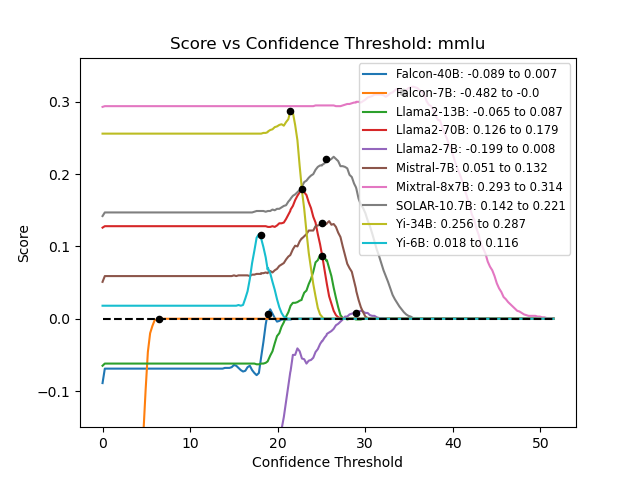 Score vs Confidence Threshold: mmlu
Score
0.3
0.2
0.1
0.0
−0.1
Falcon-40B: -0.089 to 0.007
Falcon-7B: -0.482 to -0.0
Llama2-13B: -0.065 to 0.087
Llama2-70B: 0.126 to 0.179
Llama2-7B: -0.199 to 0.008
Mistral-7B: 0.051 to 0.132
Mixtral-8x7B: 0.293 to 0.314
SOLAR-10.7B: 0.142 to 0.221
Yi-34B: 0.256 to 0.287
Yi-6B: 0.018 to 0.116
0 10 20 30 40 50
Confidence Threshold